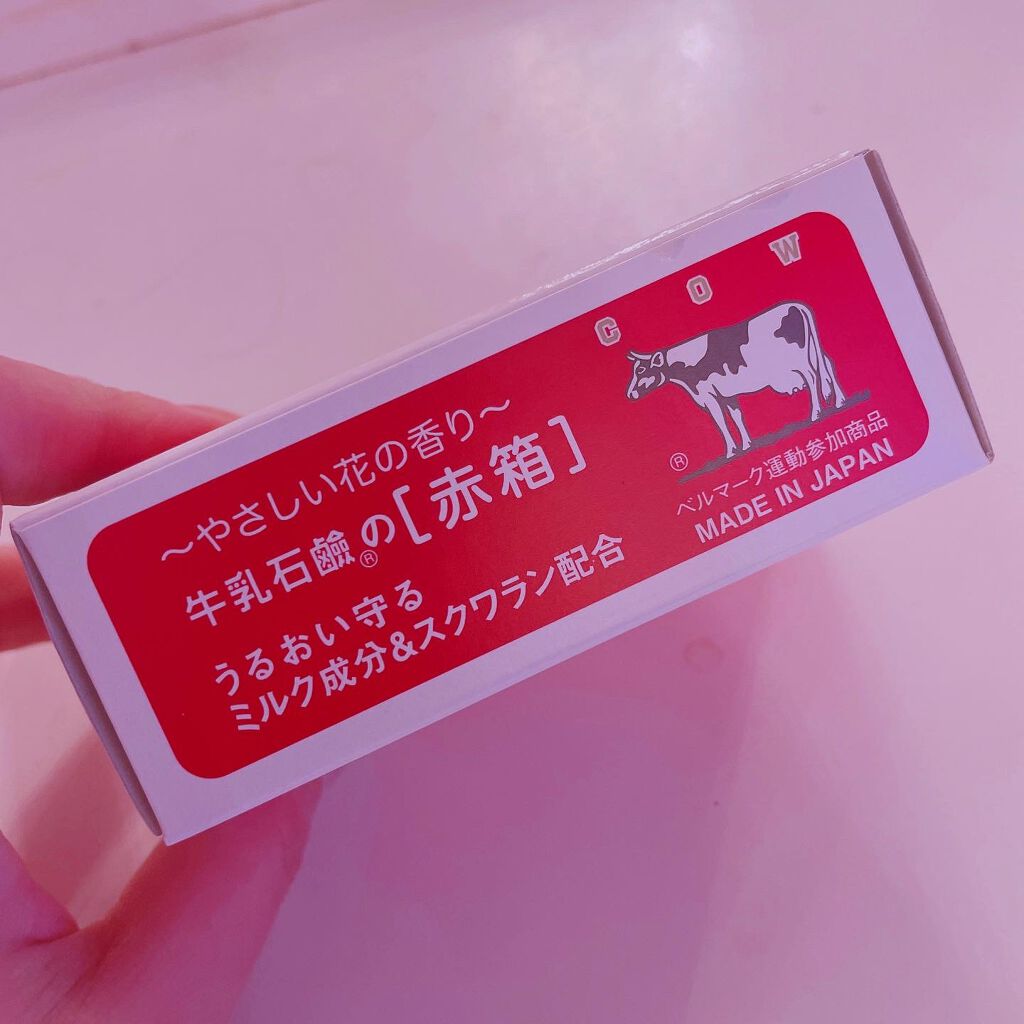 ～やさしい花の香り～
牛乳石鹼®の[赤箱]
うるおい守る
ミルク成分&スクワラン配合
COW
®
ベルマーク運動参加商品
MADE IN JAPAN